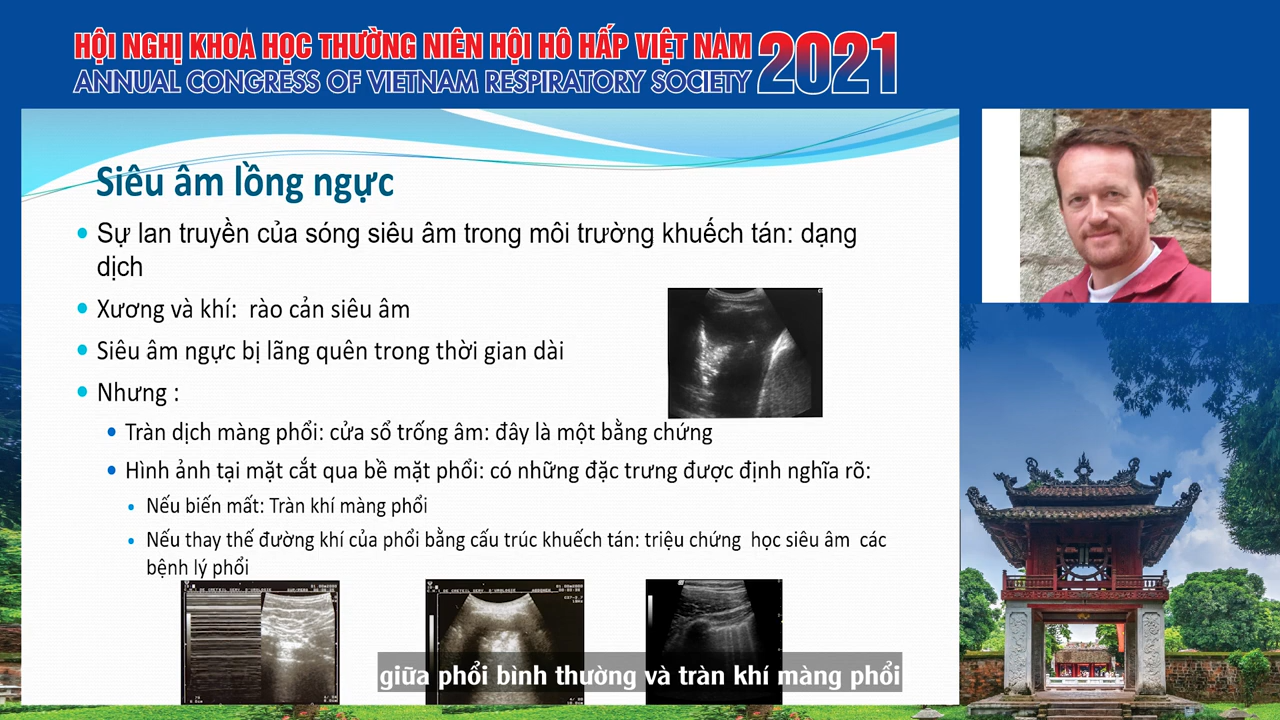 HỘI NGHỊ KHOA HỌC THƯỜNG NIÊN HỘI HÔ HẤP VIỆT NAM 2021
ANNUAL CONGRESS OF VIETNAM RESPIRATORY SOCIETY
Siêu âm lồng ngực
Sự lan truyền của sóng siêu âm trong môi trường khuếch tán: dạng
dịch
Xương và khí: rào cản siêu âm
Siêu âm ngực bị lãng quên trong thời gian dài
Nhưng :
Tràn dịch màng phổi: cửa sổ trống âm: đây là một bằng chứng
Hình ảnh tại mặt cắt qua bề mặt phổi: có những đặc trưng được định nghĩa rõ:
Nếu biến mất: Tràn khí màng phổi
Nếu thay thế đường khí của phổi bằng cấu trúc khuếch tán: triệu chứng học siêu âm các
bệnh lý phổi
giữa phổi bình thường và tràn khí màng phổi